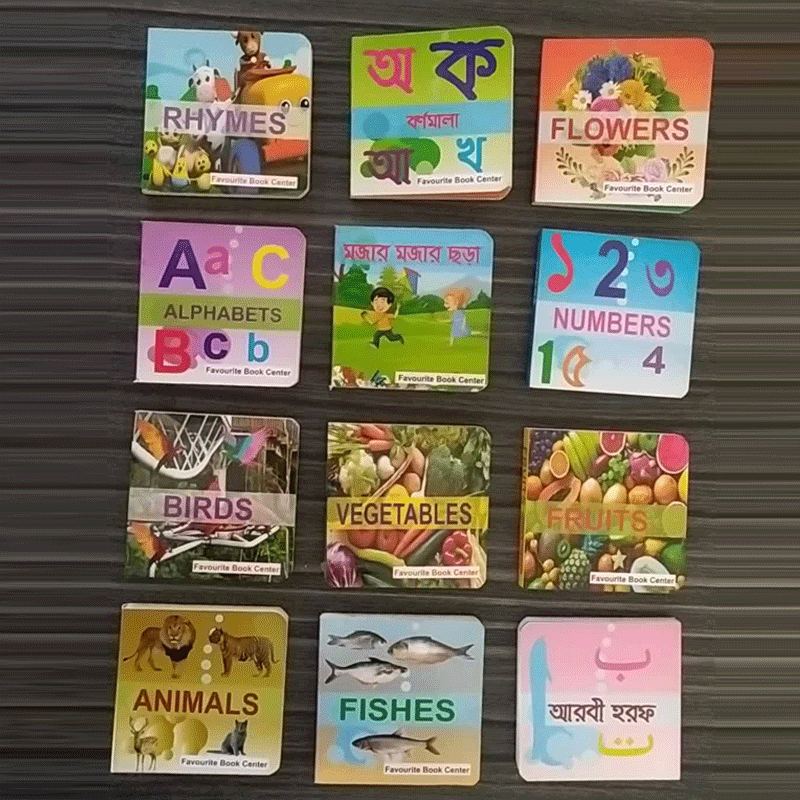 RHYMES
Favourite Book Center
অ ক
বর্ণমালা
আ খ
Favourite Book Center
FLOWERS
Favourite Book Center
A a C
ALPHABETS
B c b
Favourite Book Center
মজার মজার ছড়া
Favourite Book Center
১ 2 ৩
NUMBERS
1 ৫ 4
BIRDS
Favourite Book Center
VEGETABLES
Favourite Book Center
FRUITS
Favourite Book Center
ANIMALS
Favourite Book Center
FISHES
Favourite Book Center
ا ب
আরবী হরফ
ت